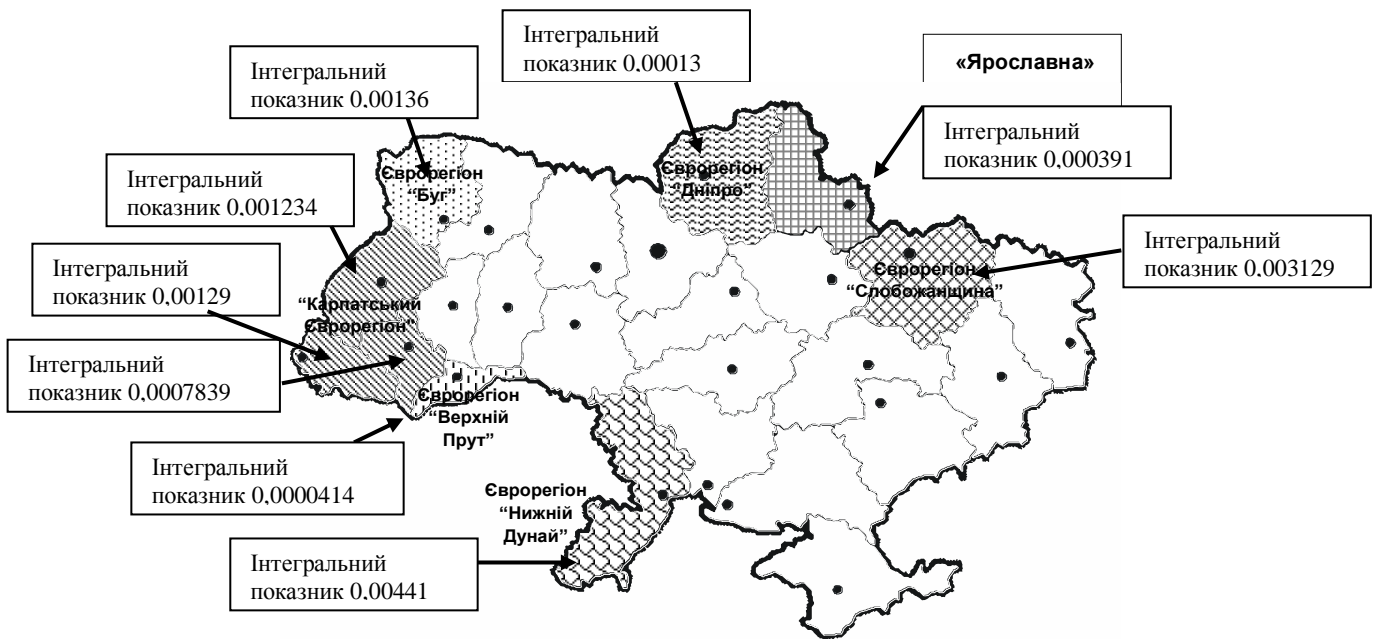 Інтегральний
показник 0,00013
«Ярославна»
Інтегральний
показник 0,00136
Інтегральний
показник 0,000391
Інтегральний
показник 0,001234
Єврорегіон
“Буг”
Єврорегіон
“Дніпро”
Інтегральний
показник 0.003129
Інтегральний
показник 0,00129
“Карпатський
Єврорегіон”
Єврорегіон
“Слобожанщина”
Інтегральний
показник 0,0007839
Єврорегіон
“Верхній
Прут”
Інтегральний
показник 0,0000414
Єврорегіон
“Нижній
Дунай”
Інтегральний
показник 0,00441